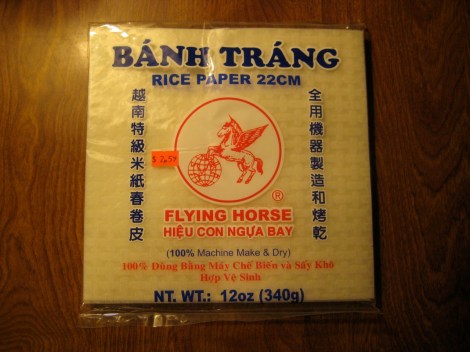 BÁNH TRÁNG
RICE PAPER 22CM
越南特級米紙春卷皮
全用機器製造和烤乾
®
FLYING HORSE
HIỆU CON NGỰA BAY
(100% Machine Make & Dry)
100% Dùng Bằng Máy Chế Biến và Sấy Khô
Hợp Vệ Sinh
NT. WT.: 12oz (340g)